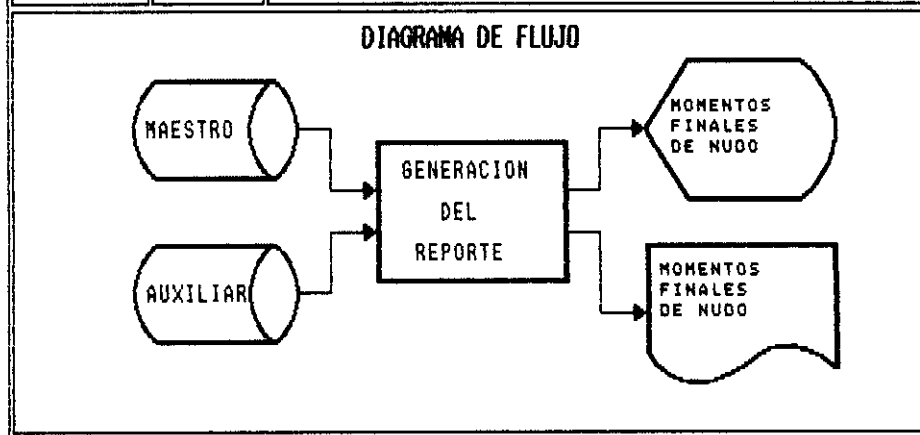 DIAGRAMA DE FLUJO
MAESTRO
AUXILIAR
GENERACION
DEL
REPORTE
MOMENTOS
FINALES
DE NUDO
MOMENTOS
FINALES
DE NUDO